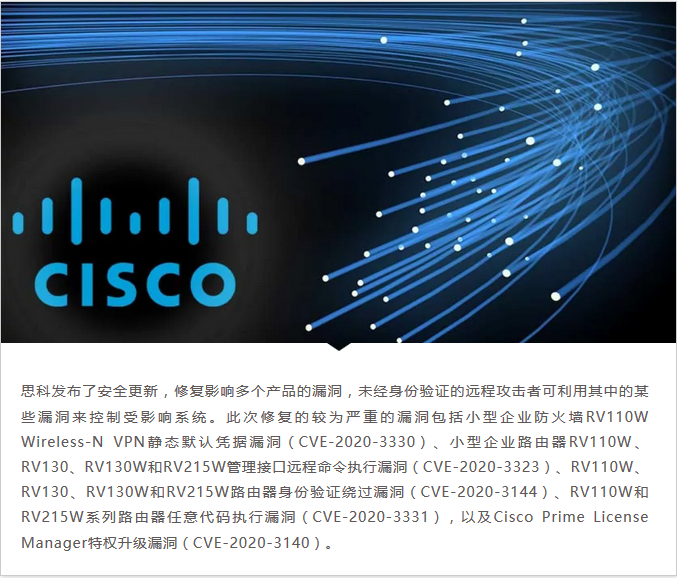 CISCO
思科发布了安全更新，修复影响多个产品的漏洞，未经身份验证的远程攻击者可利用其中的某
些漏洞来控制受影响系统。此次修复的较为严重的漏洞包括小型企业防火墙RV110W
Wireless-N VPN静态默认凭据漏洞（CVE-2020-3330）、小型企业路由器RV110W、
RV130、RV130W和RV215W管理接口远程命令执行漏洞（CVE-2020-3323）、RV110W、
RV130、RV130W和RV215W路由器身份验证绕过漏洞（CVE-2020-3144）、RV110W和
RV215W系列路由器任意代码执行漏洞（CVE-2020-3331），以及Cisco Prime License
Manager特权升级漏洞（CVE-2020-3140）。